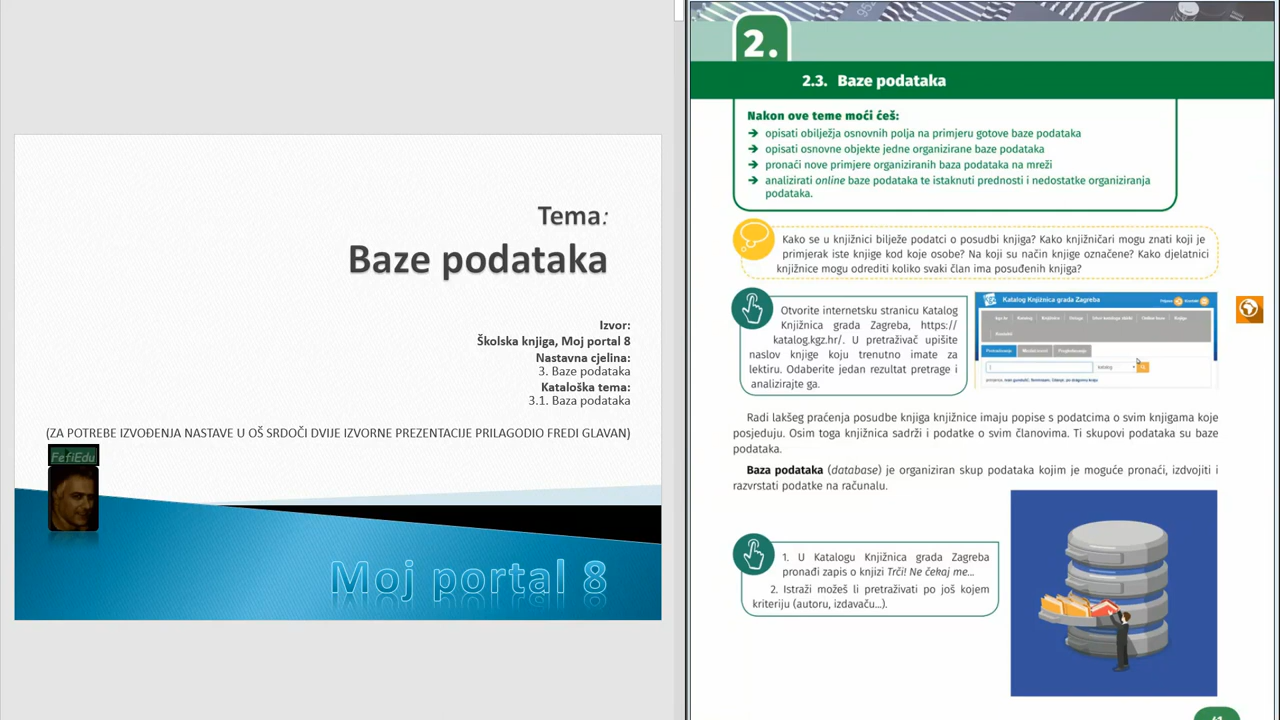 Tema:
Baze podataka
Izvor:
Školska knjiga, Moj portal 8
Nastavna cjelina:
3. Baze podataka
Kataloška tema:
3.1. Baza podataka
(ZA POTREBE IZVOĐENJA NASTAVE U OŠ SRDOČI DVIJE IZVORNE PREZENTACIJE PRILAGODIO FREDI GLAVAN)
FefiEdu
Moj portal 8
2.
2.3. Baze podataka
Nakon ove teme moći ćeš:
→ opisati obilježja osnovnih polja na primjeru gotove baze podataka
→ opisati osnovne objekte jedne organizirane baze podataka
→ pronaći nove primjere organiziranih baza podataka na mreži
→ analizirati online baze podataka te istaknuti prednosti i nedostatke organiziranja
podataka.
Kako se u knjižnici bilježe podatci o posudbi knjiga? Kako knjižničari mogu znati koji je
primjerak iste knjige kod koje osobe? Na koji su način knjige označene? Kako djelatnici
knjižnice mogu odrediti koliko svaki član ima posuđenih knjiga?
Otvorite internetsku stranicu Katalog
Knjižnica grada Zagreba, https://
katalog.kgz.hr/. U pretraživač upišite
naslov knjige koju trenutno imate za
lektiru. Odaberite jedan rezultat pretrage i
analizirajte ga.
Katalog Knjižnica grada Zagreba
katalog
Radi lakšeg praćenja posudbe knjiga knjižnice imaju popise s podatcima o svim knjigama koje
posjeduju. Osim toga knjižnica sadrži i podatke o svim članovima. Ti skupovi podataka su baze
podataka.
Baza podataka (database) je organiziran skup podataka kojim je moguće pronaći, izdvojiti i
razvrstati podatke na računalu.
1. U Katalogu Knjižnica grada Zagreba
pronađi zapis o knjizi Trči! Ne čekaj me...
2. Istraži možeš li pretraživati po još kojem
kriteriju (autoru, izdavaču...).